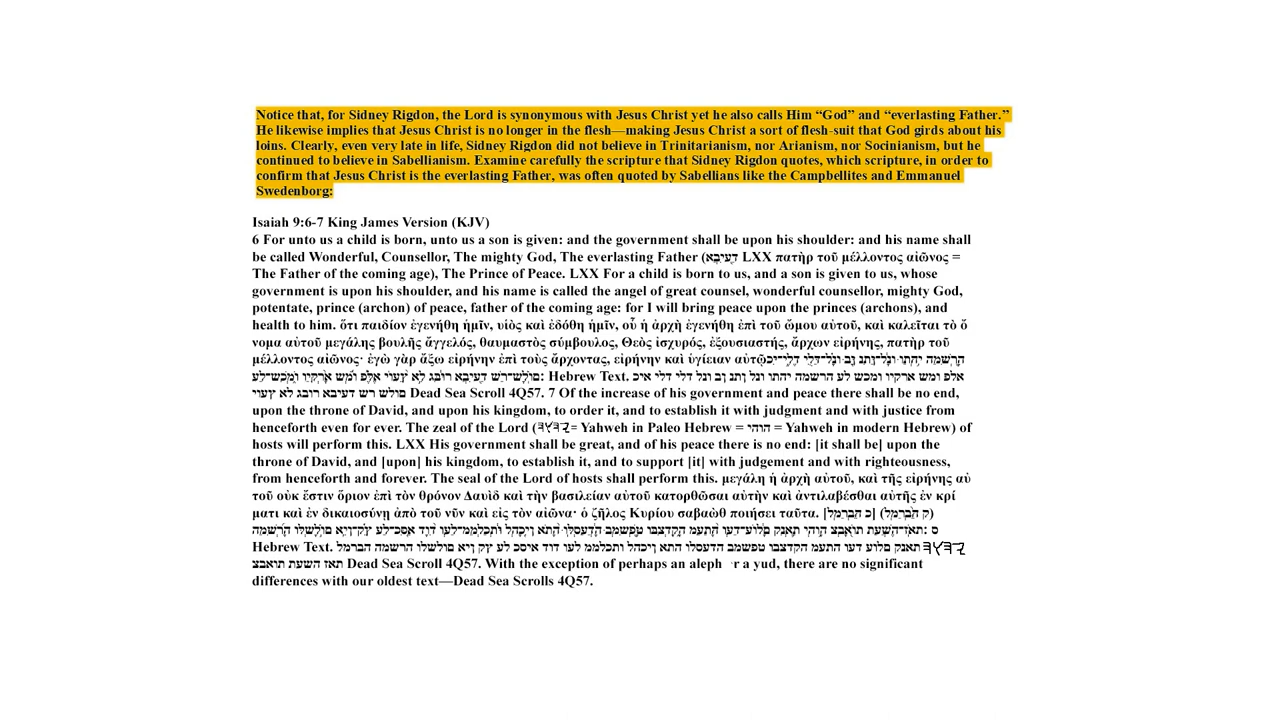 Notice that, for Sidney Rigdon, the Lord is synonymous with Jesus Christ yet he also calls Him “God” and “everlasting Father.”
He likewise implies that Jesus Christ is no longer in the flesh—making Jesus Christ a sort of flesh-suit that God girds about his
loins. Clearly, even very late in life, Sidney Rigdon did not believe in Trinitarianism, nor Arianism, nor Socinianism, but he
continued to believe in Sabellianism. Examine carefully the scripture that Sidney Rigdon quotes, which scripture, in order to
confirm that Jesus Christ is the everlasting Father, was often quoted by Sabellians like the Campbellites and Emmanuel
Swedenborg:
Isaiah 9:6-7 King James Version (KJV)
6 For unto us a child is born, unto us a son is given: and the government shall be upon his shoulder: and his name shall
be called Wonderful, Counsellor, The mighty God, The everlasting Father (אֲבִיעַד LXX πατὴρ τοῦ μέλλοντος αἰῶνος =
The Father of the coming age), The Prince of Peace. LXX For a child is born to us, and a son is given to us, whose
government is upon his shoulder, and his name is called the angel of great counsel, wonderful counsellor, mighty God,
potentate, prince (archon) of peace, father of the coming age: for I will bring peace upon the princes (archons), and
health to him. ὅτι παιδίον ἐγενήθη ἡμῖν, υἱὸς καὶ ἐδόθη ἡμῖν, οὗ ἡ ἀρχὴ ἐγενήθη ἐπὶ τοῦ ὤμου αὐτοῦ, καὶ καλεῖται τὸ ὄ
νομα αὐτοῦ μεγάλης βουλῆς ἄγγελός, θαυμαστὸς σύμβουλος, Θεὸς ἰσχυρός, ἐξουσιαστής, ἄρχων εἰρήνης, πατὴρ τοῦ
μέλλοντος αἰῶνος· ἐγὼ γὰρ ἄξω εἰρήνην ἐπὶ τοὺς ἄρχοντας, εἰρήνην καὶ ὑγίειαν αὐτῷ
Hebrew Text.
יועץ אל גבור אביעד שר שלום Dead Sea Scroll 4Q57. 7 Of the increase of his government and peace there shall be no end,
upon the throne of David, and upon his kingdom, to order it, and to establish it with judgment and with justice from
henceforth even for ever. The zeal of the Lord (𐤉𐤄𐤅𐤄= Yahweh in Paleo Hebrew = יהוה = Yahweh in modern Hebrew) of
hosts will perform this. LXX His government shall be great, and of his peace there is no end: [it shall be] upon the
throne of David, and [upon] his kingdom, to establish it, and to support [it] with judgement and with righteousness,
from henceforth and forever. The seal of the Lord of hosts shall perform this. μεγάλη ἡ ἀρχὴ αὐτοῦ, καὶ τῆς εἰρήνης αὐ
τοῦ οὐκ ἔστιν ὅριον ἐπὶ τὸν θρόνον Δαυὶδ καὶ τὴν βασιλείαν αὐτοῦ κατορθῶσαι αὐτὴν καὶ ἀντιλαβέσθαι αὐτῆς ἐν κρί
ματι καὶ ἐν δικαιοσύνῃ ἀπὸ τοῦ νῦν καὶ εἰς τὸν αἰῶνα· ὁ ζῆλος Κυρίου σαβαὼθ ποιήσει ταῦτα.
Hebrew Text.
צבאות תעשה זאת Dead Sea Scroll 4Q57. With the exception of perhaps an aleph r a yud, there are no significant
differences with our oldest text—Dead Sea Scrolls 4Q57.